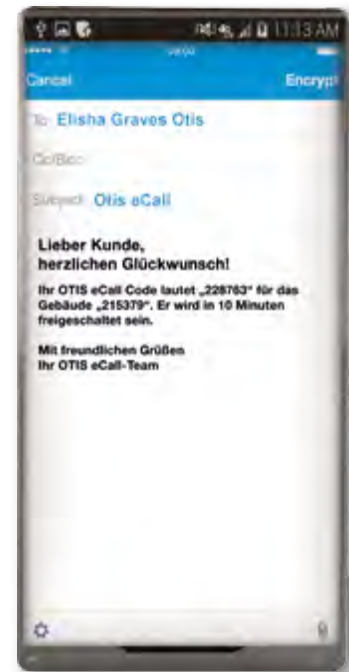 11:13 AM
Cancel Encrypt
To: Elisha Graves Otis
Cc/Bcc:
Subject: Otis eCall
Lieber Kunde,
herzlichen Glückwunsch!
Ihr OTIS eCall Code lautet „228763“ für das
Gebäude „215379“. Er wird in 10 Minuten
freigeschaltet sein.
Mit freundlichen Grüßen
Ihr OTIS eCall-Team